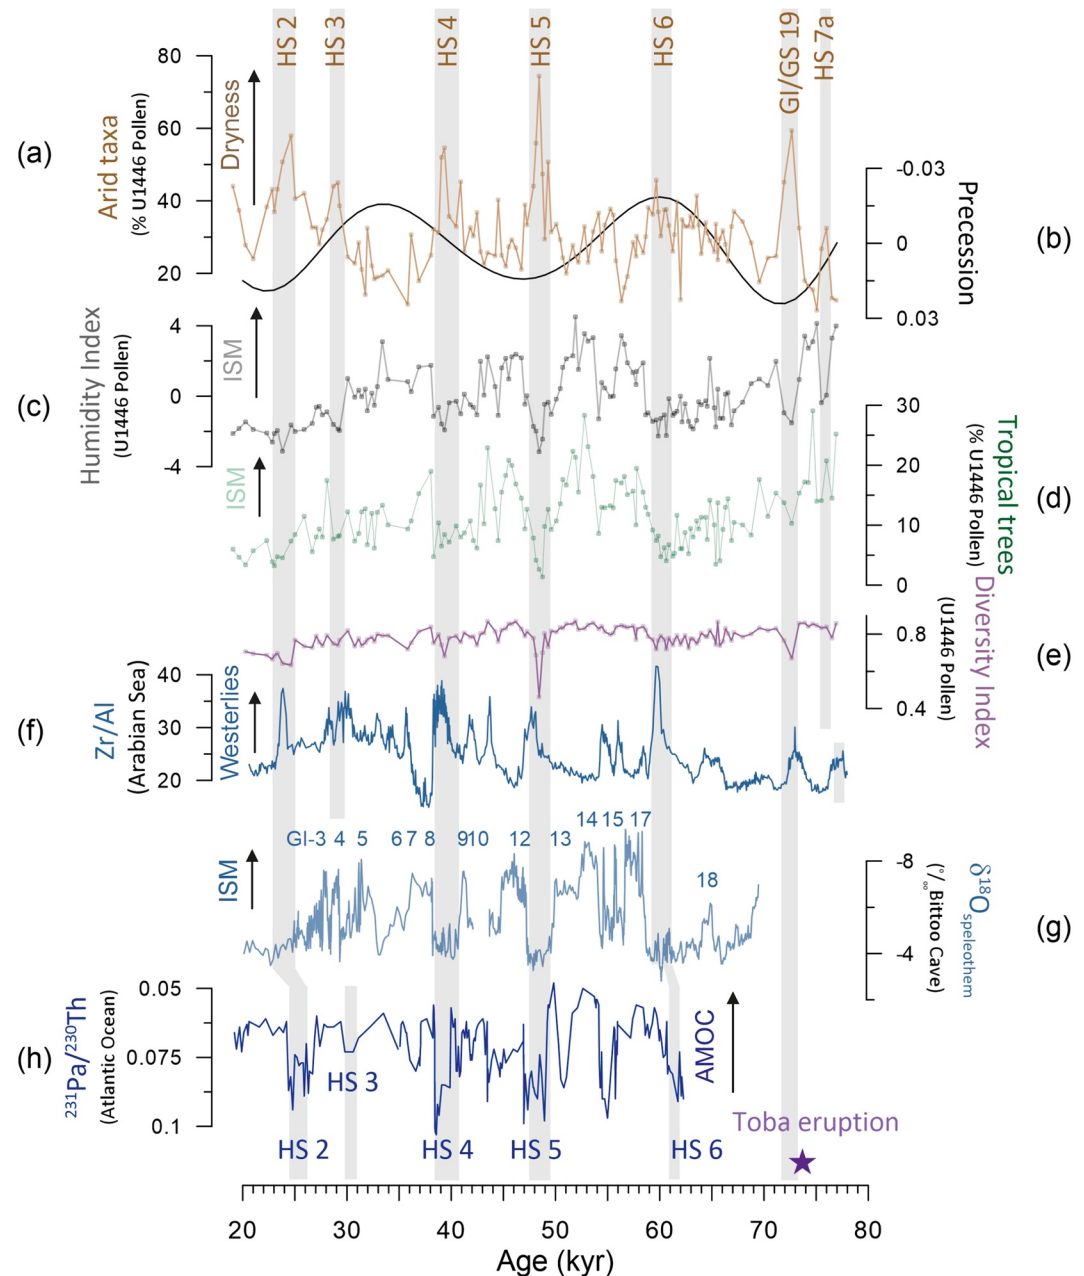 HS 2
HS 3
HS 4
HS 5
HS 6
GI/GS 19
HS 7a
(a)
Arid taxa
(% U1446 Pollen)
80
60
40
20
Dryness
-0.03
0
0.03
Precession
(b)
(c)
Humidity Index
(U1446 Pollen)
4
0
-4
ISM
ISM
30
20
10
0
Tropical trees
(% U1446 Pollen)
(d)
0.8
0.4
Diversity Index
(U1446 Pollen)
(e)
(f)
Zr/Al
(Arabian Sea)
40
30
20
Westerlies
GI-3 4 5 6 7 8 9 10 12 13 14 15 17
18
ISM
-8
-4
(°/₀₀ Bittoo Cave)
δ¹⁸O speleothem
(g)
(h)
²³¹Pa/²³⁰Th
(Atlantic Ocean)
0.05
0.075
0.1
AMOC
HS 3
Toba eruption
HS 2
HS 4
HS 5
HS 6
20 30 40 50 60 70 80
Age (kyr)